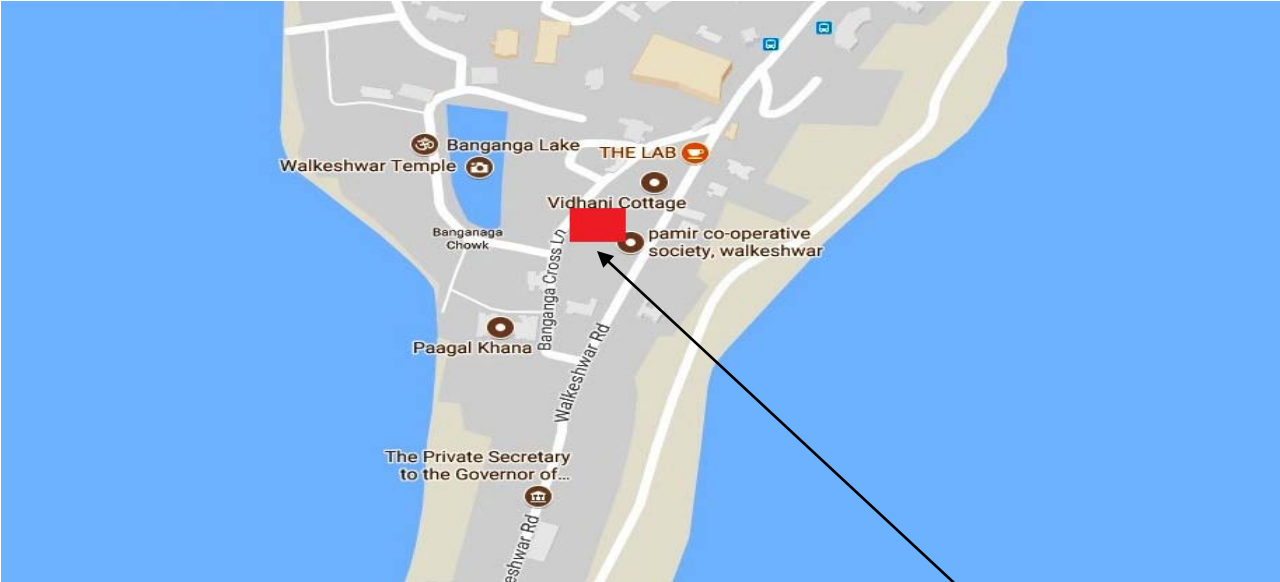 Banganga Lake
Walkeshwar Temple
THE LAB
Vidhani Cottage
Banganaga
Chowk
pamir co-operative
society, walkeshwar
Banganga Cross Ln
Paagal Khana
Walkeshwar Rd
The Private Secretary
to the Governor of...
eshwar Rd